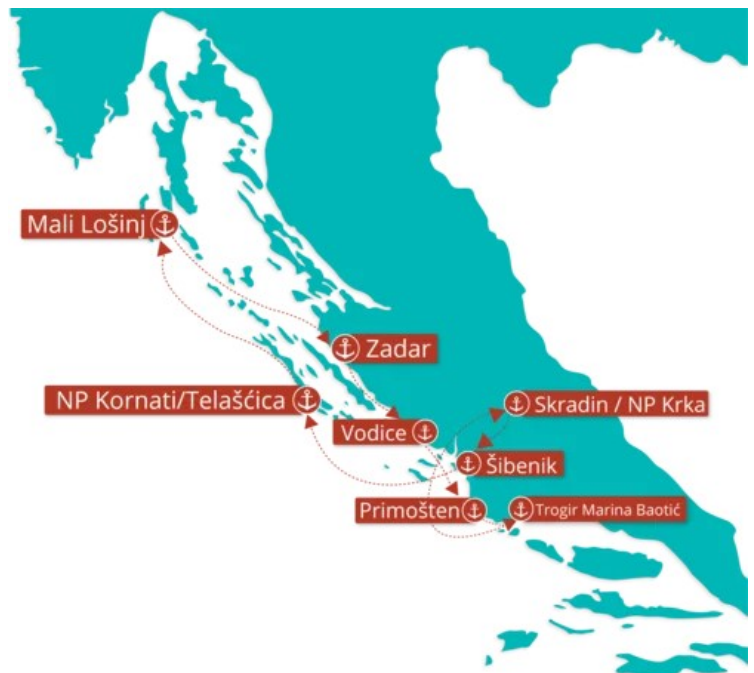 Mali Lošinj
Zadar
NP Kornati/Telašćica
Skradin / NP Krka
Vodice
Šibenik
Primošten
Trogir Marina Baotić